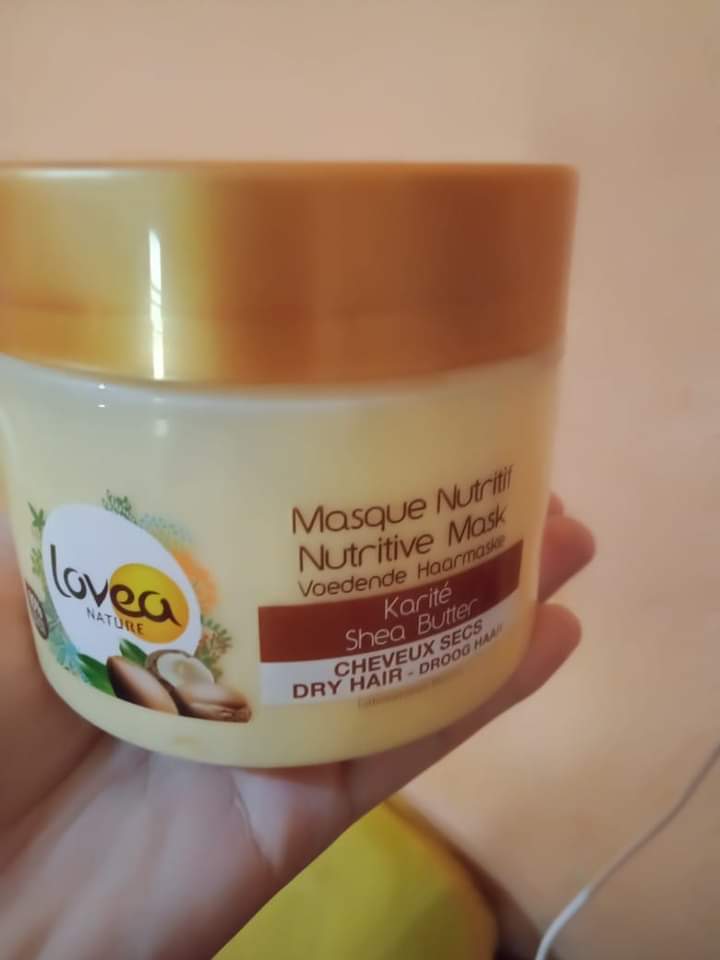 lovea
NATURE
Masque Nutritif
Nutritive Mask
Voedende Haarmasker
Karité
Shea Butter
CHEVEUX SECS
DRY HAIR - DROOG HAAR